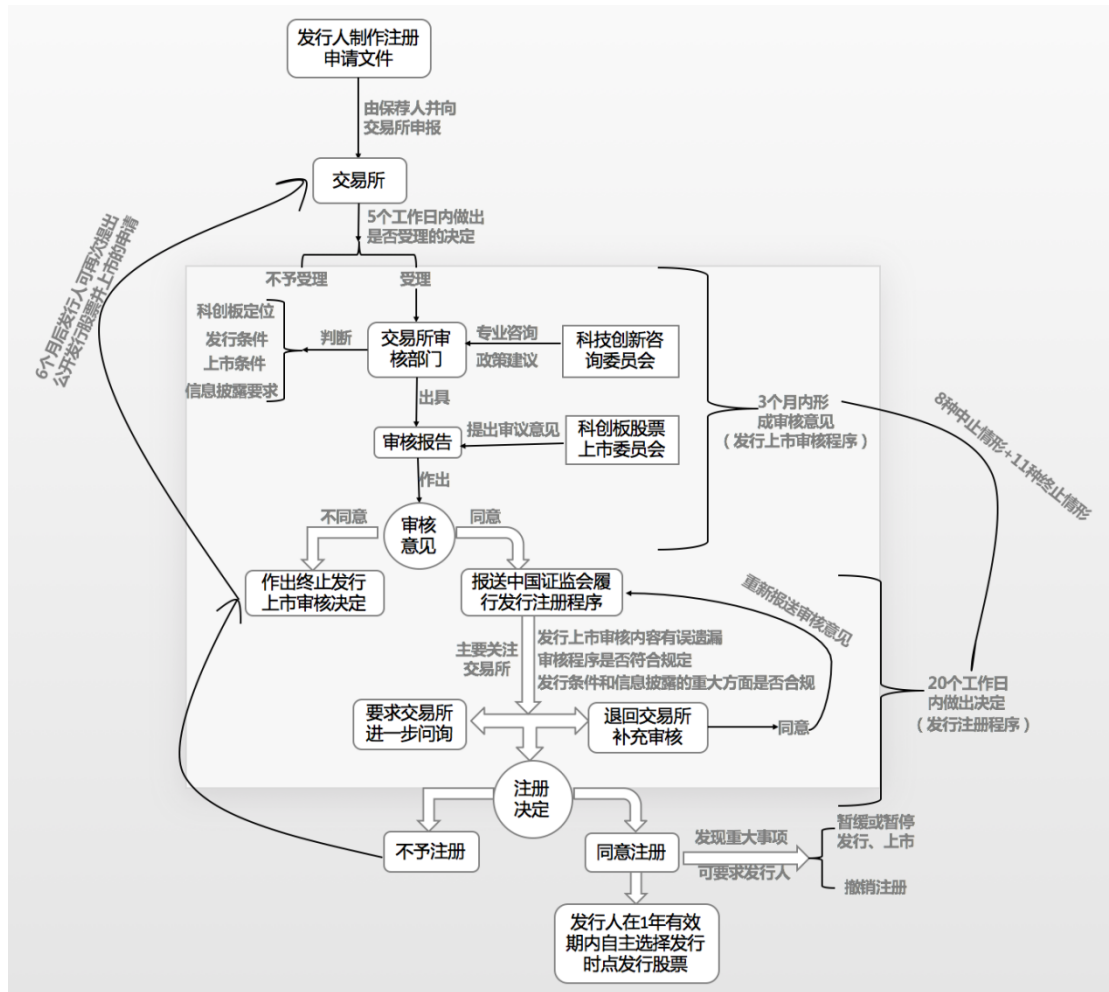 发行人制作注册
申请文件
由保荐人并向
交易所申报
交易所
5个工作日内做出
是否受理的决定
6个月后发行人可再次提出
公开发行股票并上市的申请
不予受理
受理
科创板定位
发行条件
上市条件
信息披露要求
判断
交易所审
核部门
专业咨询
政策建议
科技创新咨
询委员会
出具
审核报告
提出审议意见
科创板股票
上市委员会
3个月内形
成审核意见
（发行上市审核程序）
8种中止情形+11种终止情形
作出
审核
意见
不同意
同意
作出终止发行
上市审核决定
报送中国证监会履
行发行注册程序
重新报送审核意见
主要关注
交易所
发行上市审核内容有误遗漏
审核程序是否符合规定
发行条件和信息披露的重大方面是否合规
20个工作日
内做出决定
（发行注册程序）
要求交易所
进一步问询
退回交易所
补充审核
同意
注册
决定
不予注册
同意注册
发现重大事项
可要求发行人
暂缓或暂停
发行、上市
撤销注册
发行人在1年有效
期内自主选择发行
时点发行股票